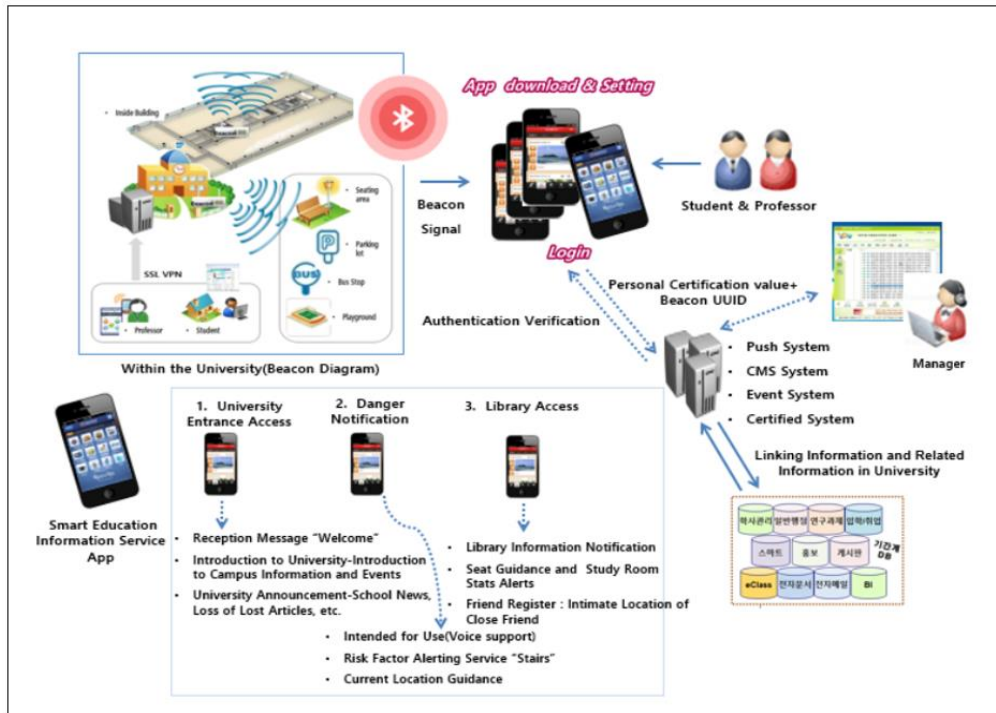 Inside Building
Seating
area
Parking
lot
BUS
Bus Stop
Playground
SSL VPN
Professor
Student
Within the University(Beacon Diagram)
App download & Setting
Beacon
Signal
Login
Student & Professor
Personal Certification value+
Beacon UUID
Authentication Verification
Manager
• Push System
• CMS System
• Event System
• Certified System
Linking Information and Related
Information in University
학사관리 일반행정 연구과제 입학/취업
스마트 홍보 게시판
기간계
DB
eClass 전자문서 전자메일 BI
Smart Education
Information Service
App
1. University
Entrance Access
2. Danger
Notification
3. Library Access
• Reception Message “Welcome”
• Introduction to University-Introduction
to Campus Information and Events
• University Announcement-School News,
Loss of Lost Articles, etc.
• Library Information Notification
• Seat Guidance and Study Room
Stats Alerts
• Friend Register : Intimate Location of
Close Friend
• Intended for Use(Voice support)
• Risk Factor Alerting Service “Stairs”
• Current Location Guidance